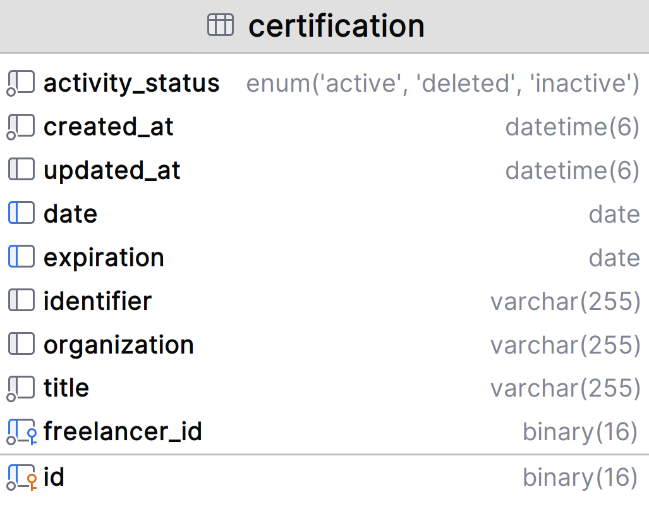 certification
activity_status enum('active', 'deleted', 'inactive')
created_at datetime(6)
updated_at datetime(6)
date date
expiration date
identifier varchar(255)
organization varchar(255)
title varchar(255)
freelancer_id binary(16)
id binary(16)